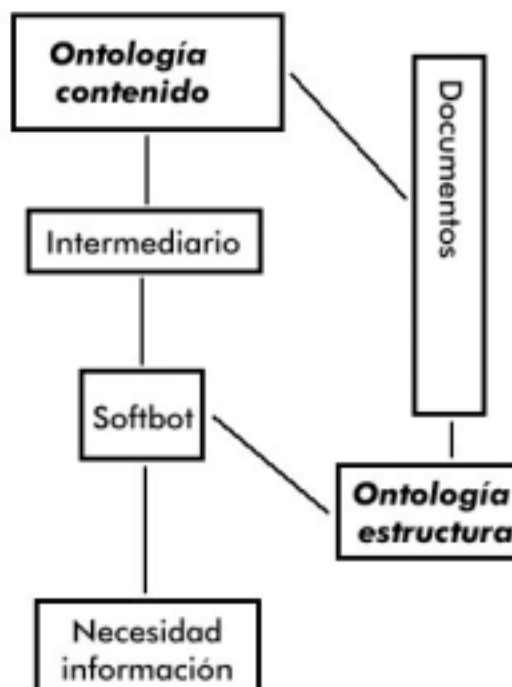 Ontología
contenido
Documentos
Intermediario
Softbot
Ontología
estructura
Necesidad
información